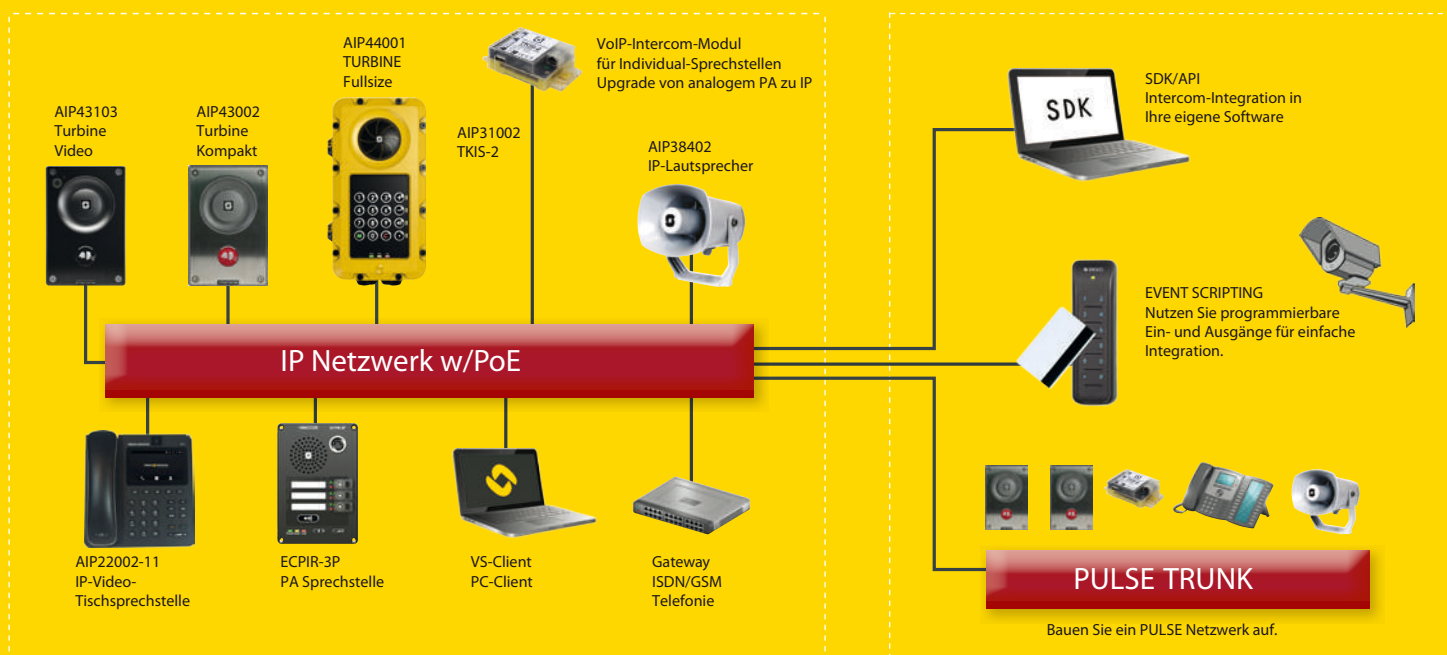 AIP43103
Turbine
Video
AIP43002
Turbine
Kompakt
AIP44001
TURBINE
Fullsize
AIP31002
TKIS-2
VoIP-Intercom-Modul
für Individual-Sprechstellen
Upgrade von analogem PA zu IP
AIP38402
IP-Lautsprecher
IP Netzwerk w/PoE
AIP22002-11
IP-Video-
Tischsprechstelle
ECPIR-3P
PA Sprechstelle
VS-Client
PC-Client
Gateway
ISDN/GSM
Telefonie
SDK
SDK/API
Intercom-Integration in
Ihre eigene Software
EVENT SCRIPTING
Nutzen Sie programmierbare
Ein- und Ausgänge für einfache
Integration.
PULSE TRUNK
Bauen Sie ein PULSE Netzwerk auf.